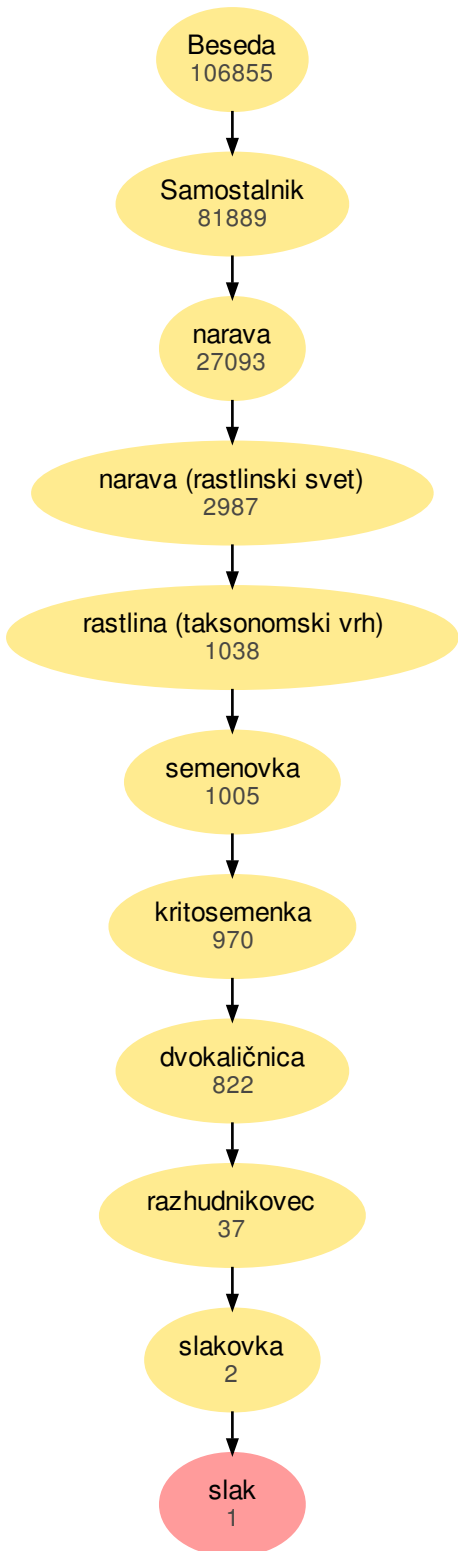 Beseda
106855
Samostalnik
81889
narava
27093
narava (rastlinski svet)
2987
rastlina (taksonomski vrh)
1038
semenovka
1005
kritosemenka
970
dvokaličnica
822
razhudnikovec
37
slakovka
2
slak
1